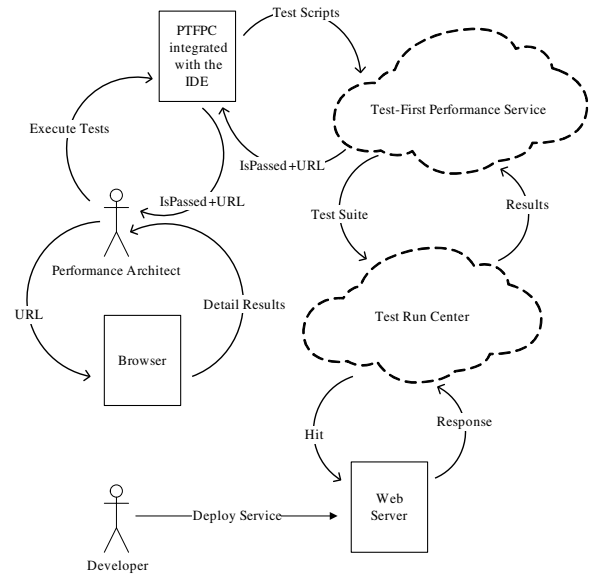 PTFPC
integrated
with the
IDE
Test Scripts
Test-First Performance Service
Execute Tests
IsPassed+URL
IsPassed+URL
Test Suite
Results
Performance Architect
URL
Detail Results
Browser
Test Run Center
Hit
Response
Web
Server
Deploy Service
Developer